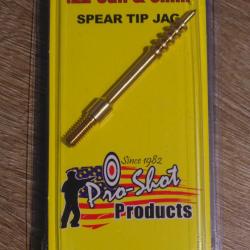 SPEAR TIP JAG
Since 1982
Pro-Shot
Products